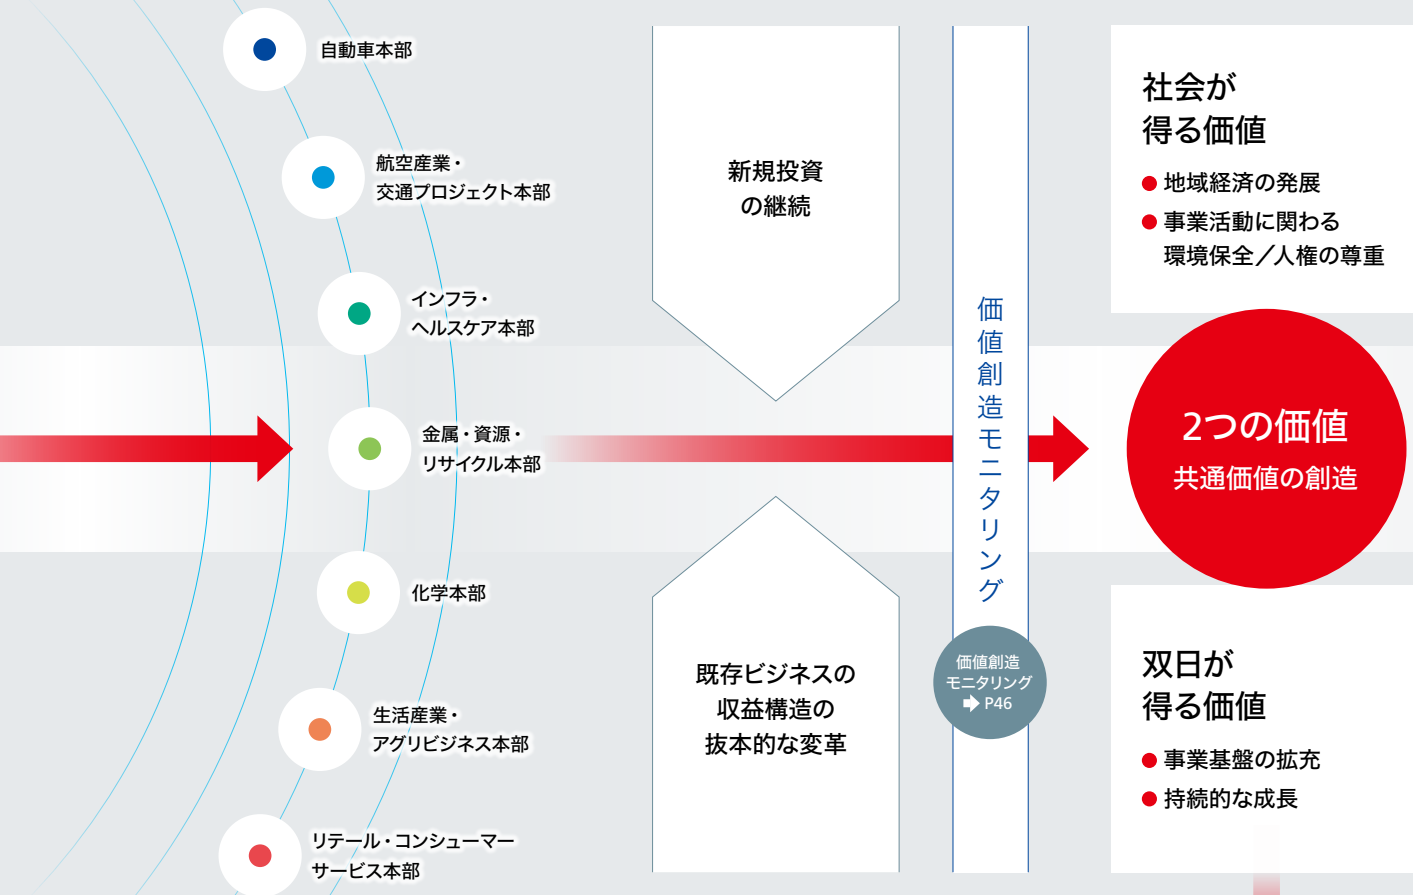 自動車本部
航空産業・
交通プロジェクト本部
インフラ・
ヘルスケア本部
金属・資源・
リサイクル本部
化学本部
生活産業・
アグリビジネス本部
リテール・コンシューマー
サービス本部
新規投資
の継続
既存ビジネスの
収益構造の
抜本的な変革
価値創造モニタリング
価値創造
モニタリング
P46
社会が
得る価値
地域経済の発展
事業活動に関わる
環境保全／人権の尊重
2つの価値
共通価値の創造
双日が
得る価値
事業基盤の拡充
持続的な成長